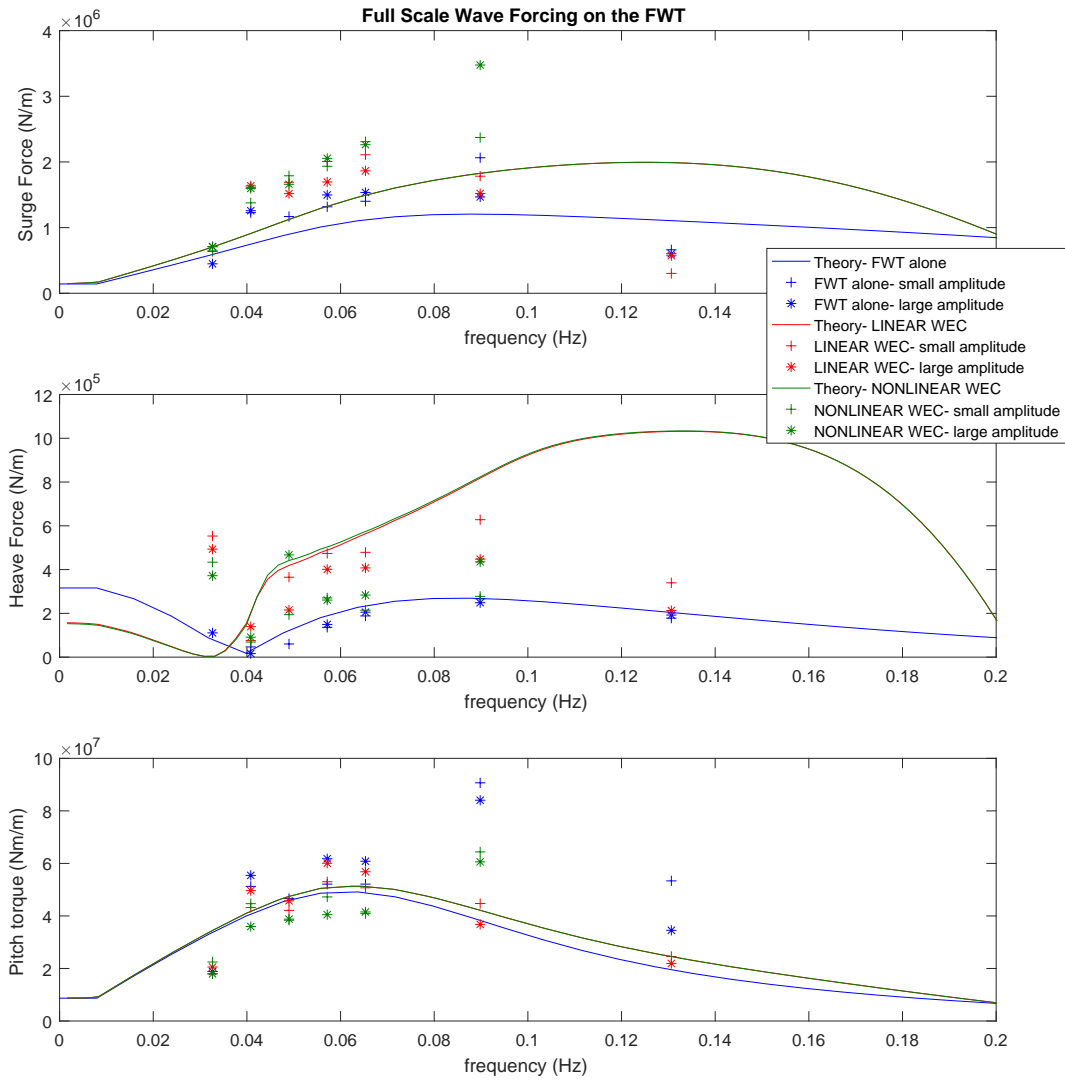 Full Scale Wave Forcing on the FWT
×10^6
4
3
2
1
0
Surge Force (N/m)
0 0.02 0.04 0.06 0.08 0.1 0.12 0.14
frequency (Hz)
Theory- FWT alone
FWT alone- small amplitude
FWT alone- large amplitude
Theory- LINEAR WEC
LINEAR WEC- small amplitude
LINEAR WEC- large amplitude
Theory- NONLINEAR WEC
NONLINEAR WEC- small amplitude
NONLINEAR WEC- large amplitude
×10^5
12
10
8
6
4
2
0
Heave Force (N/m)
0 0.02 0.04 0.06 0.08 0.1 0.12 0.14 0.16 0.18 0.2
frequency (Hz)
×10^7
10
8
6
4
2
0
Pitch torque (Nm/m)
0 0.02 0.04 0.06 0.08 0.1 0.12 0.14 0.16 0.18 0.2
frequency (Hz)